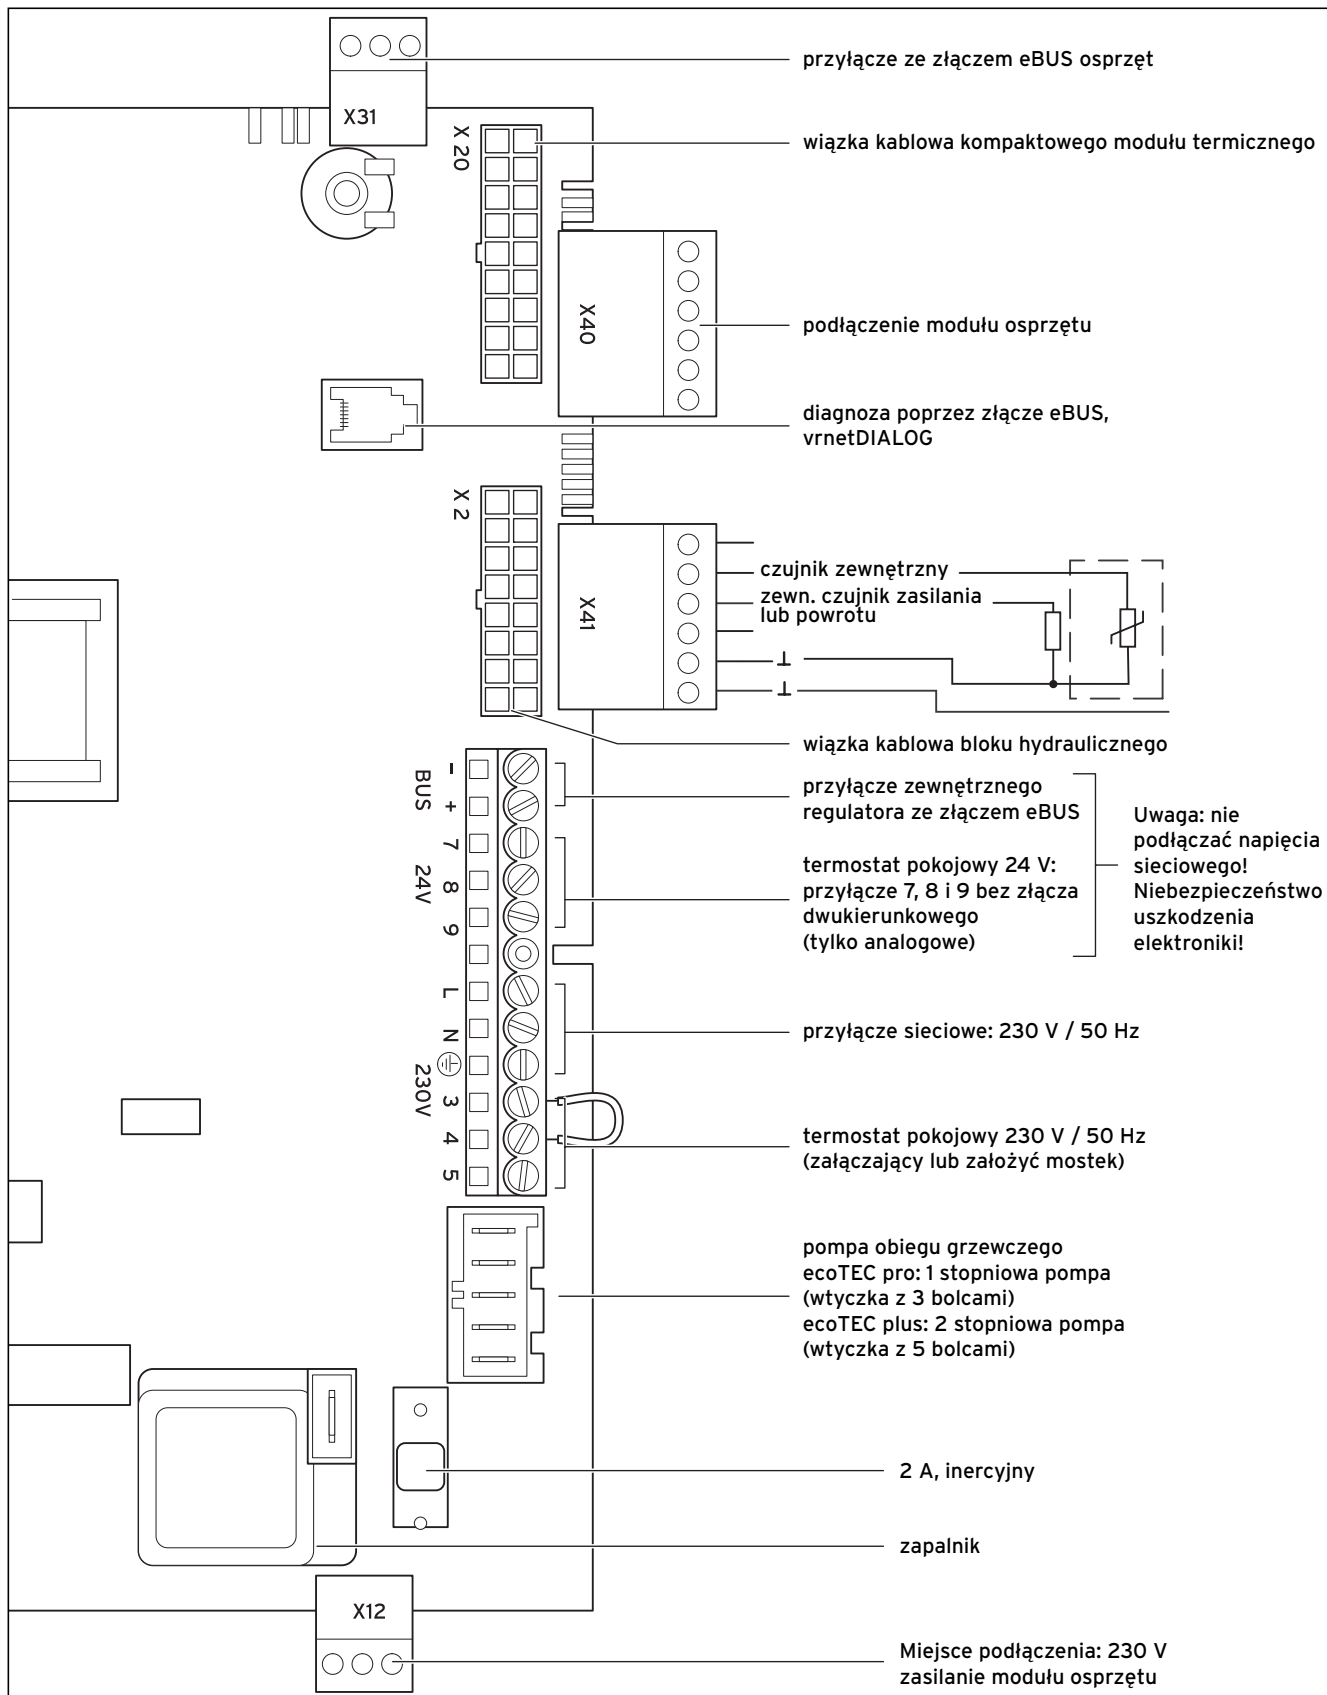 przyłącze ze złączem eBUS osprzęt
X31
X 20
wiązka kablowa kompaktowego modułu termicznego
X40
podłączenie modułu osprzętu
diagnoza poprzez złącze eBUS,
vrnetDIALOG
X 2
X41
czujnik zewnętrzny
zewn. czujnik zasilania
lub powrotu
wiązka kablowa bloku hydraulicznego
BUS
-
+
przyłącze zewnętrznego
regulatora ze złączem eBUS
24V
7
8
9
termostat pokojowy 24 V:
przyłącze 7, 8 i 9 bez złącza
dwukierunkowego
(tylko analogowe)
Uwaga: nie
podłączać napięcia
sieciowego!
Niebezpieczeństwo
uszkodzenia
elektroniki!
L
N
przyłącze sieciowe: 230 V / 50 Hz
230V
3
4
5
termostat pokojowy 230 V / 50 Hz
(załączający lub założyć mostek)
pompa obiegu grzewczego
ecoTEC pro: 1 stopniowa pompa
(wtyczka z 3 bolcami)
ecoTEC plus: 2 stopniowa pompa
(wtyczka z 5 bolcami)
2 A, inercyjny
zapalnik
X12
Miejsce podłączenia: 230 V
zasilanie modułu osprzętu